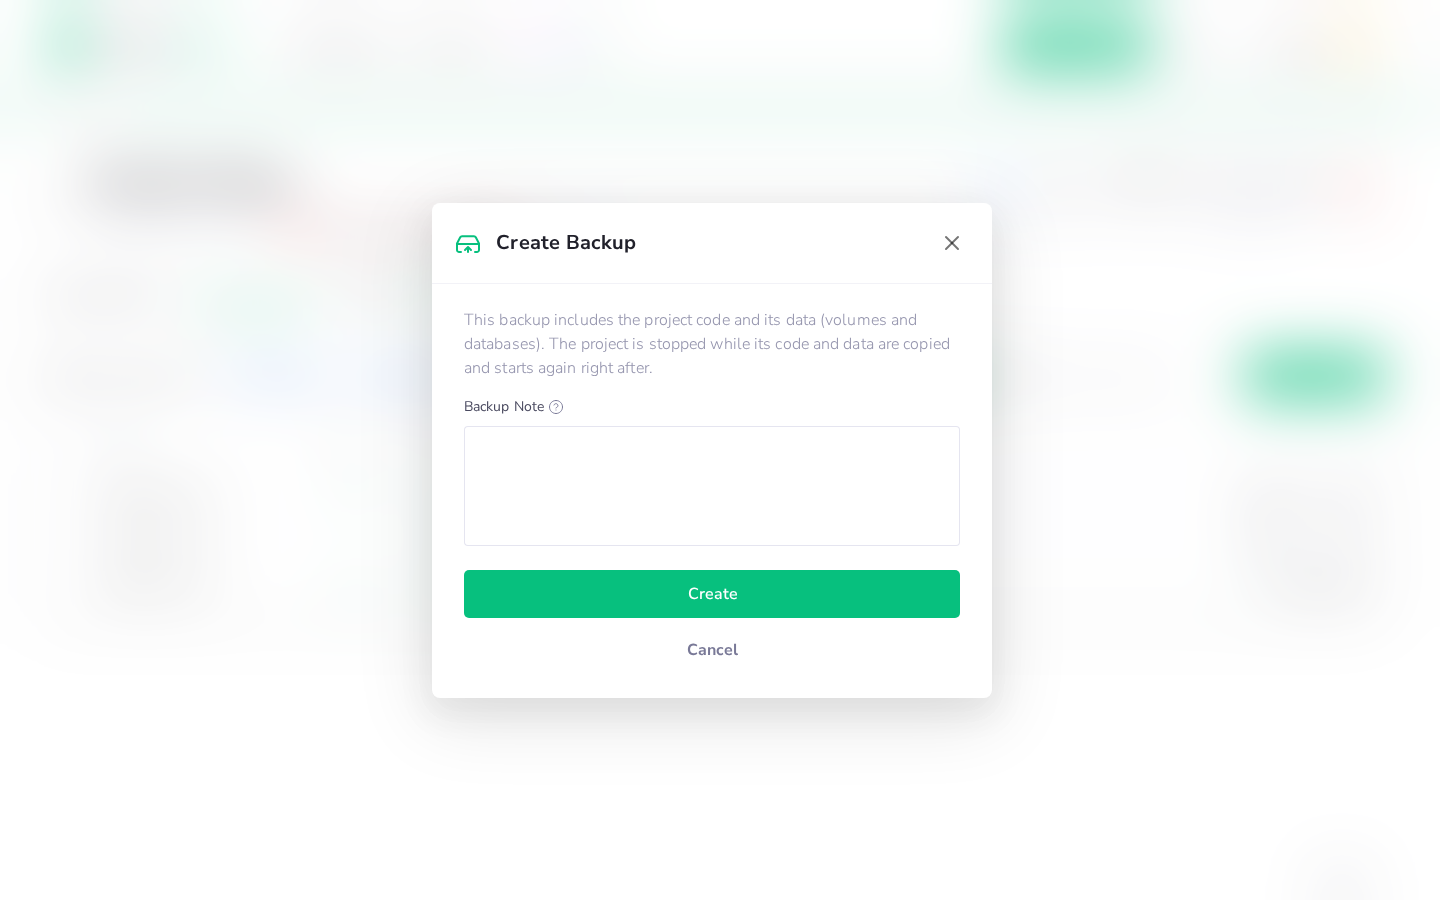 Create Backup
This backup includes the project code and its data (volumes and
databases). The project is stopped while its code and data are copied
and starts again right after.
Backup Note
Create
Cancel